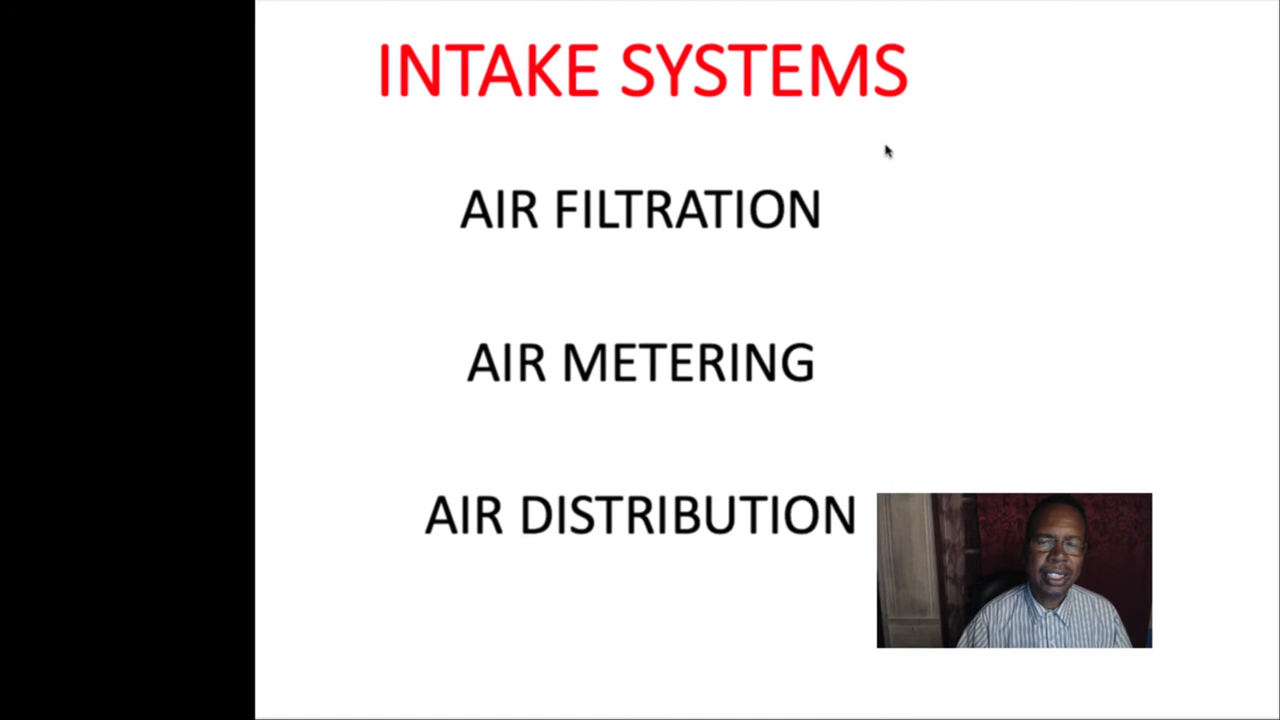 INTAKE SYSTEMS
AIR FILTRATION
AIR METERING
AIR DISTRIBUTION